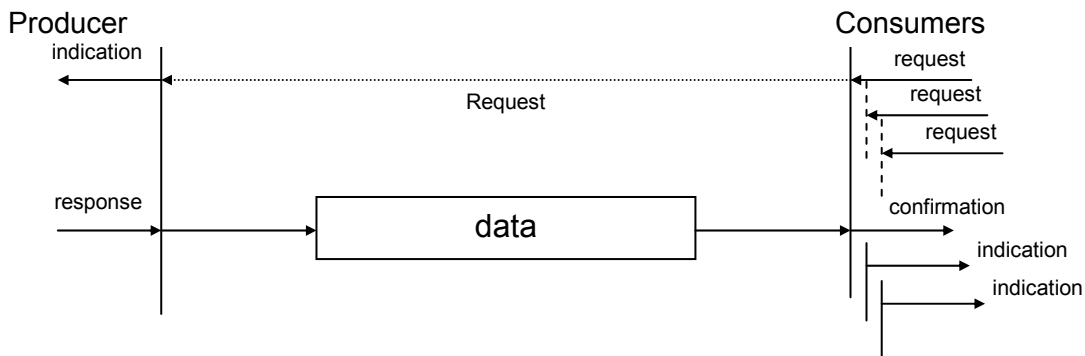 Producer
Consumers
indication
request
Request
request
request
response
data
confirmation
indication
indication